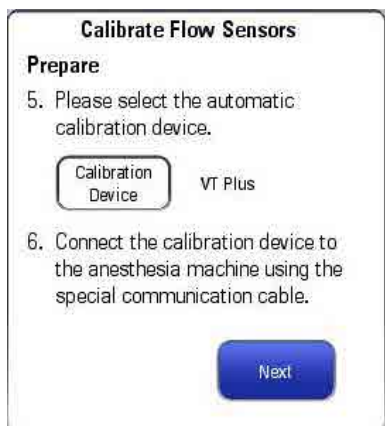 Calibrate Flow Sensors
Prepare
5. Please select the automatic
calibration device.
Calibration
Device
VT Plus
6. Connect the calibration device to
the anesthesia machine using the
special communication cable.
Next